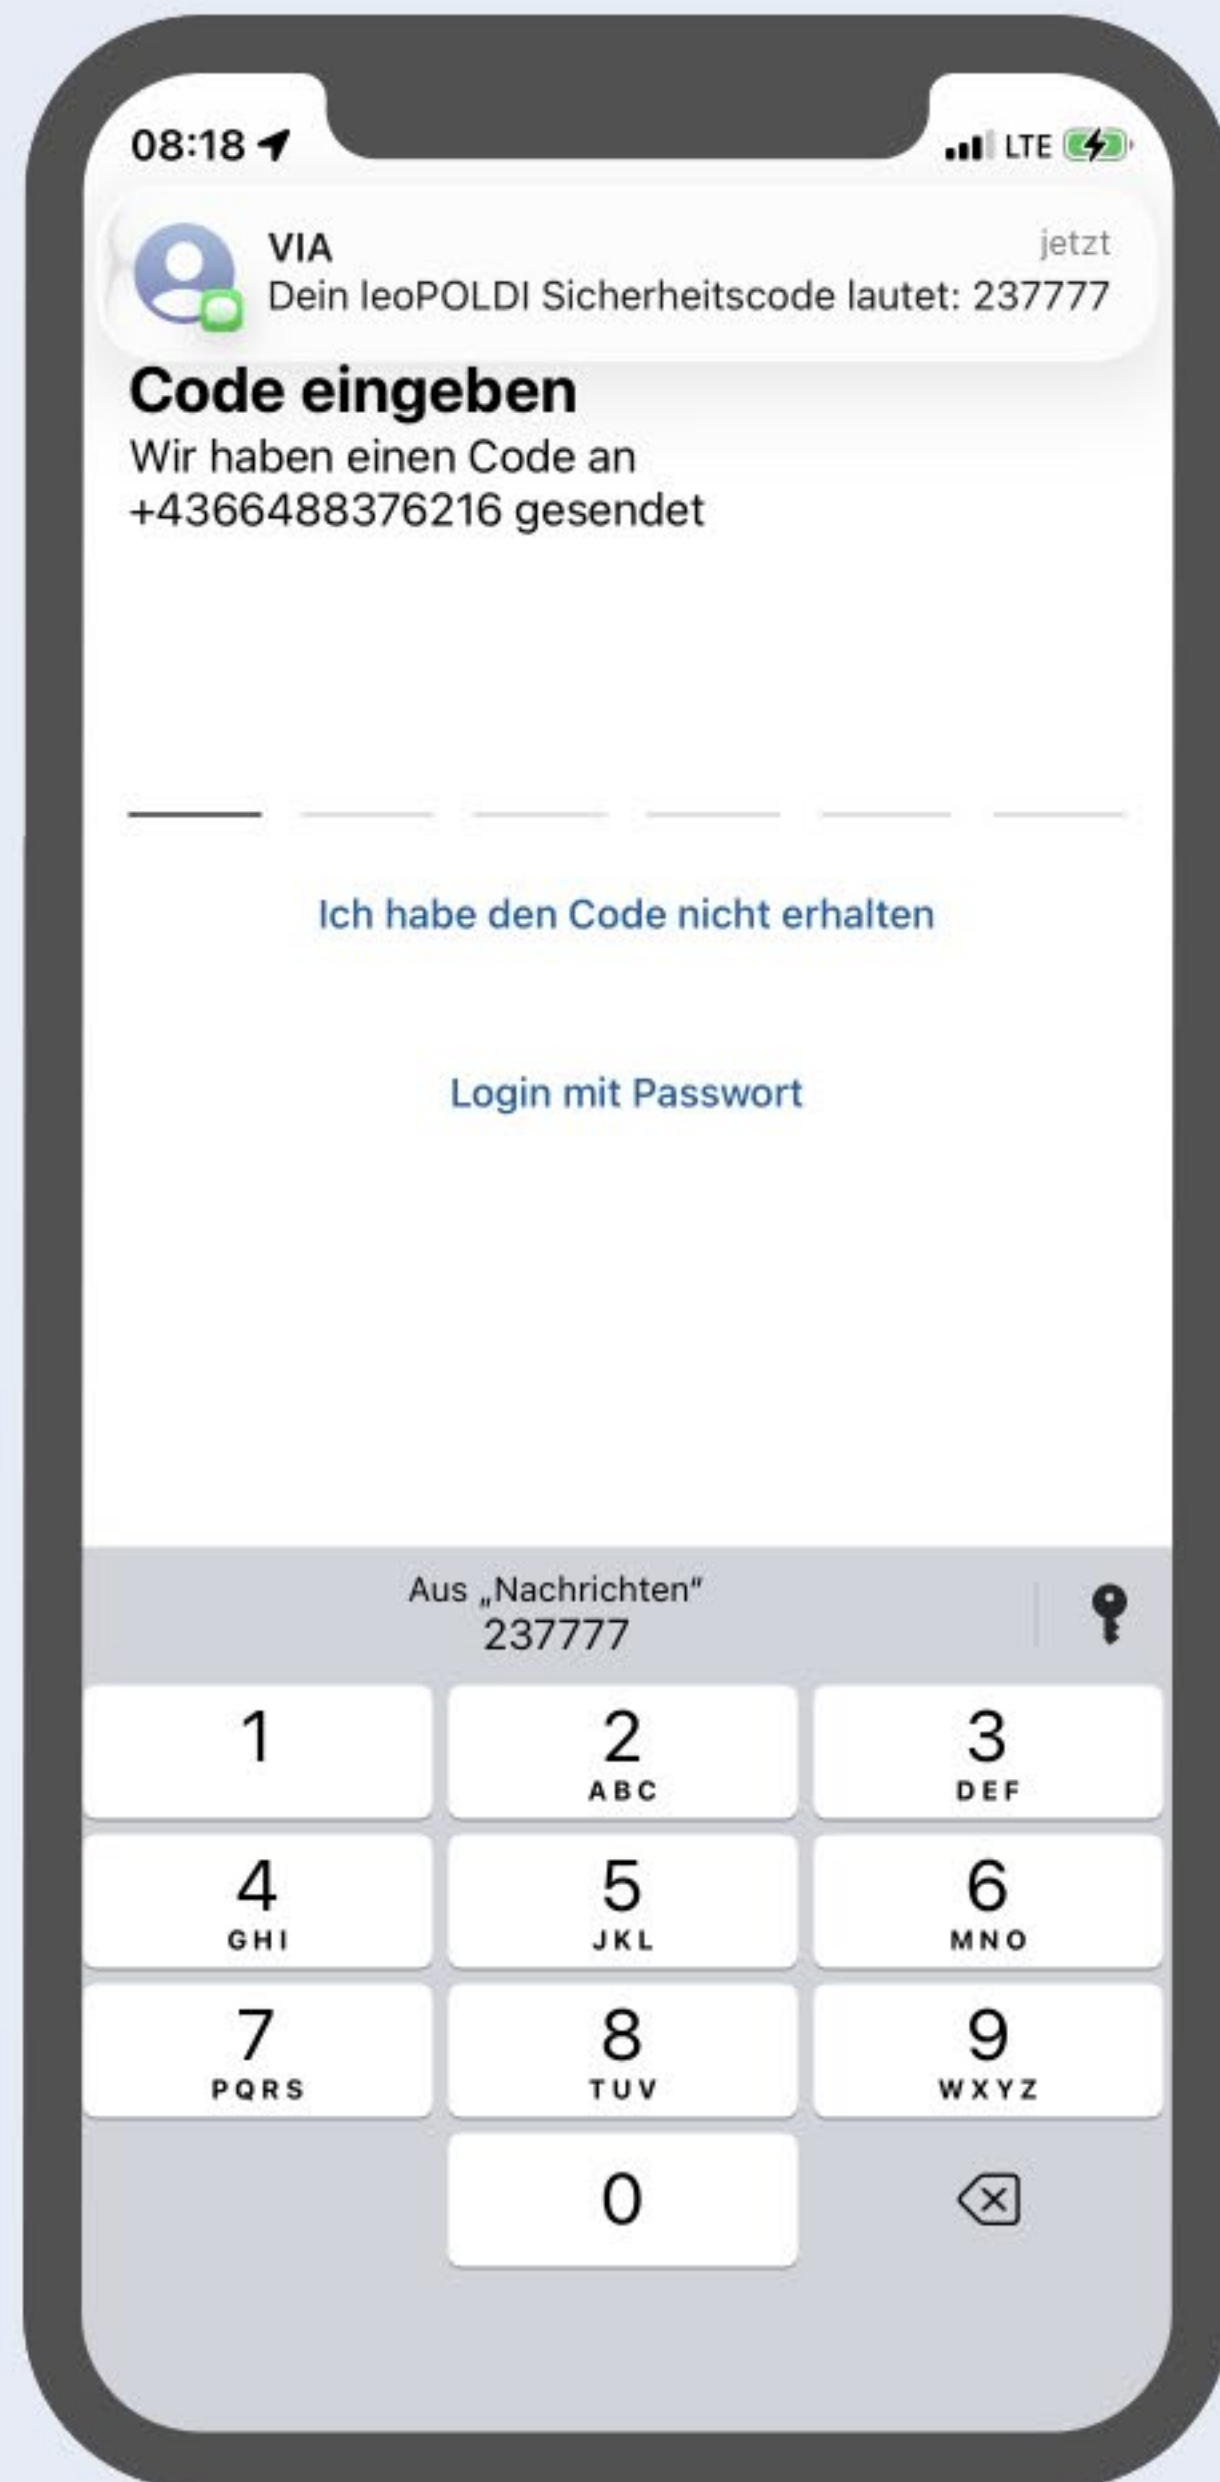 08:18
LTE
VIA
jetzt
Dein leoPOLDI Sicherheitscode lautet: 237777
Code eingeben
Wir haben einen Code an
+4366488376216 gesendet
Ich habe den Code nicht erhalten
Login mit Passwort
Aus „Nachrichten“
237777
1
2
3
ABC
DEF
4
5
6
GHI
JKL
MNO
7
8
9
PQRS
TUV
WXYZ
0